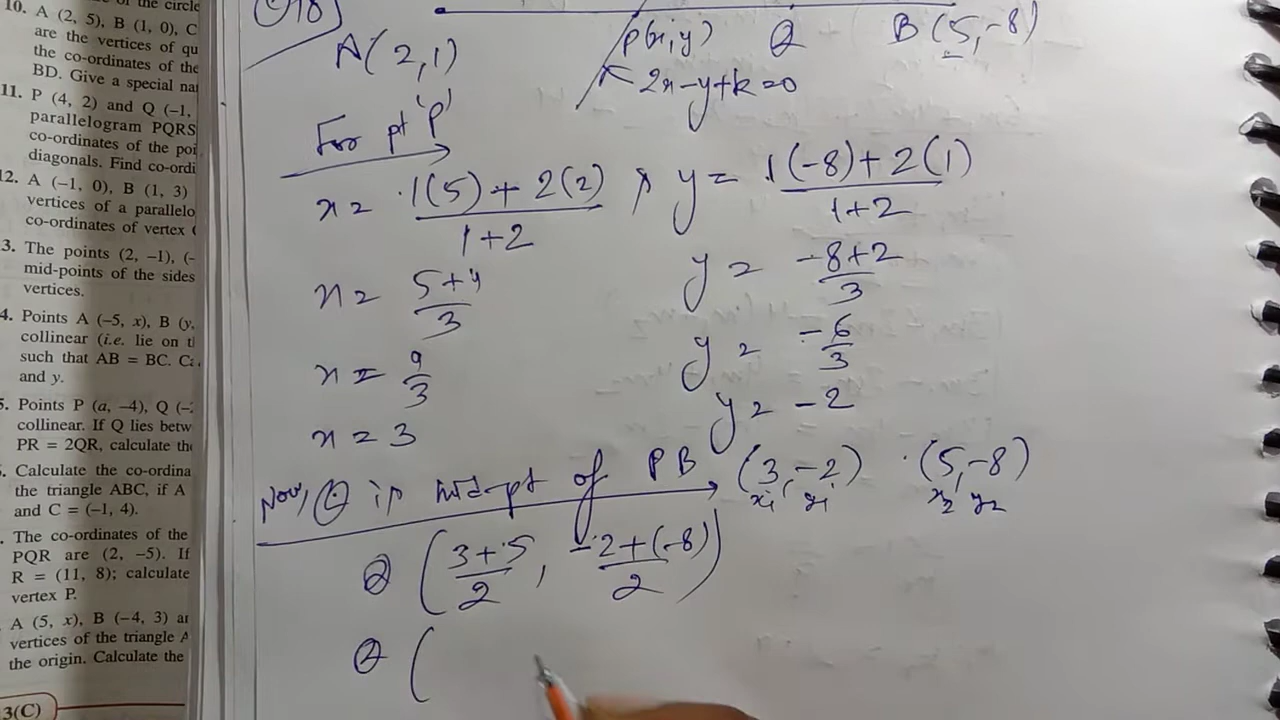 of the circle
10. A (2, 5), B (1, 0), C
are the vertices of qu
the co-ordinates of the
BD. Give a special na
11. P (4, 2) and Q (-1,
parallelogram PQRS
co-ordinates of the poi
diagonals. Find co-ordi
2. A (-1, 0), B (1, 3)
vertices of a parallelo
co-ordinates of vertex
3. The points (2, -1), (-
mid-points of the sides
vertices.
4. Points A (-5, x), B (y,
collinear (i.e. lie on t
such that AB = BC. Ca
and y.
5. Points P (a, -4), Q (-
collinear. If Q lies betw
PR = 2QR, calculate the
. Calculate the co-ordina
the triangle ABC, if A
and C = (-1, 4).
. The co-ordinates of the
PQR are (2, -5). If
R = (11, 8); calculate
vertex P.
A (5, x), B (-4, 3) an
vertices of the triangle A
the origin. Calculate the
3(C)
18)
A(2,1) P(x,y) Q B(5,-8)
2x-y+k=0
For pt 'P'
x = 1(5)+2(2) / 1+2 , y = 1(-8)+2(1) / 1+2
x = 5+4 / 3 y = -8+2 / 3
x = 9/3 y = -6/3
x = 3 y = -2
Now, Q is mid-pt of PB (3,-2) (5,-8)
x1 y1 x2 y2
Q (3+5 / 2, -2+(-8) / 2)
Q (